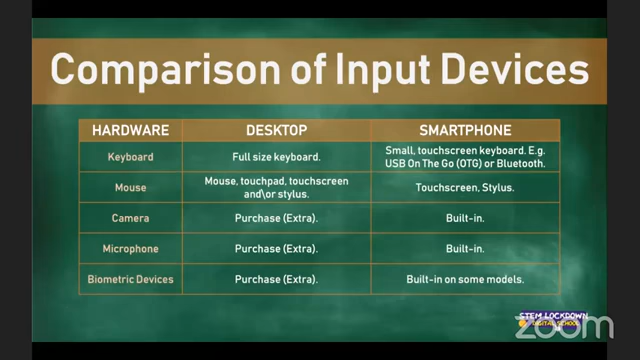 Comparison of Input Devices
HARDWARE DESKTOP SMARTPHONE
Keyboard Full size keyboard. Small, touchscreen keyboard. E.g.
USB On The Go (OTG) or Bluetooth.
Mouse Mouse, touchpad, touchscreen
and\or stylus. Touchscreen, Stylus.
Camera Purchase (Extra). Built-in.
Microphone Purchase (Extra). Built-in.
Biometric Devices Purchase (Extra). Built-in on some models.
STEM LOCKDOWN
DIGITAL SCHOOL
zoom